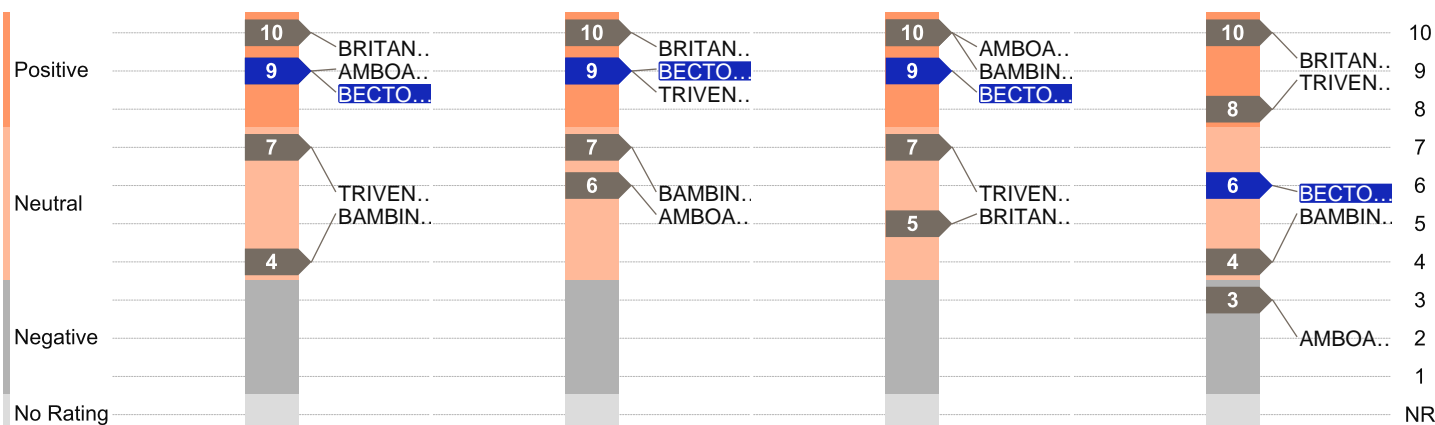 10 10 10 10 10
BRITAN.. BRITAN.. AMBOA.. BRITAN..
Positive 9 AMBOA.. 9 BECTO... 9 BAMBIN.. TRIVEN.. 9
BECTO... TRIVEN.. BECTO... 8 8
7 7 7 7
TRIVEN.. BAMBIN.. TRIVEN.. 6 BECTO... 6
Neutral BAMBIN.. 6 AMBOA.. BRITAN.. BAMBIN..
5 5
4 4 4
3 3
Negative AMBOA.. 2
1
No Rating NR